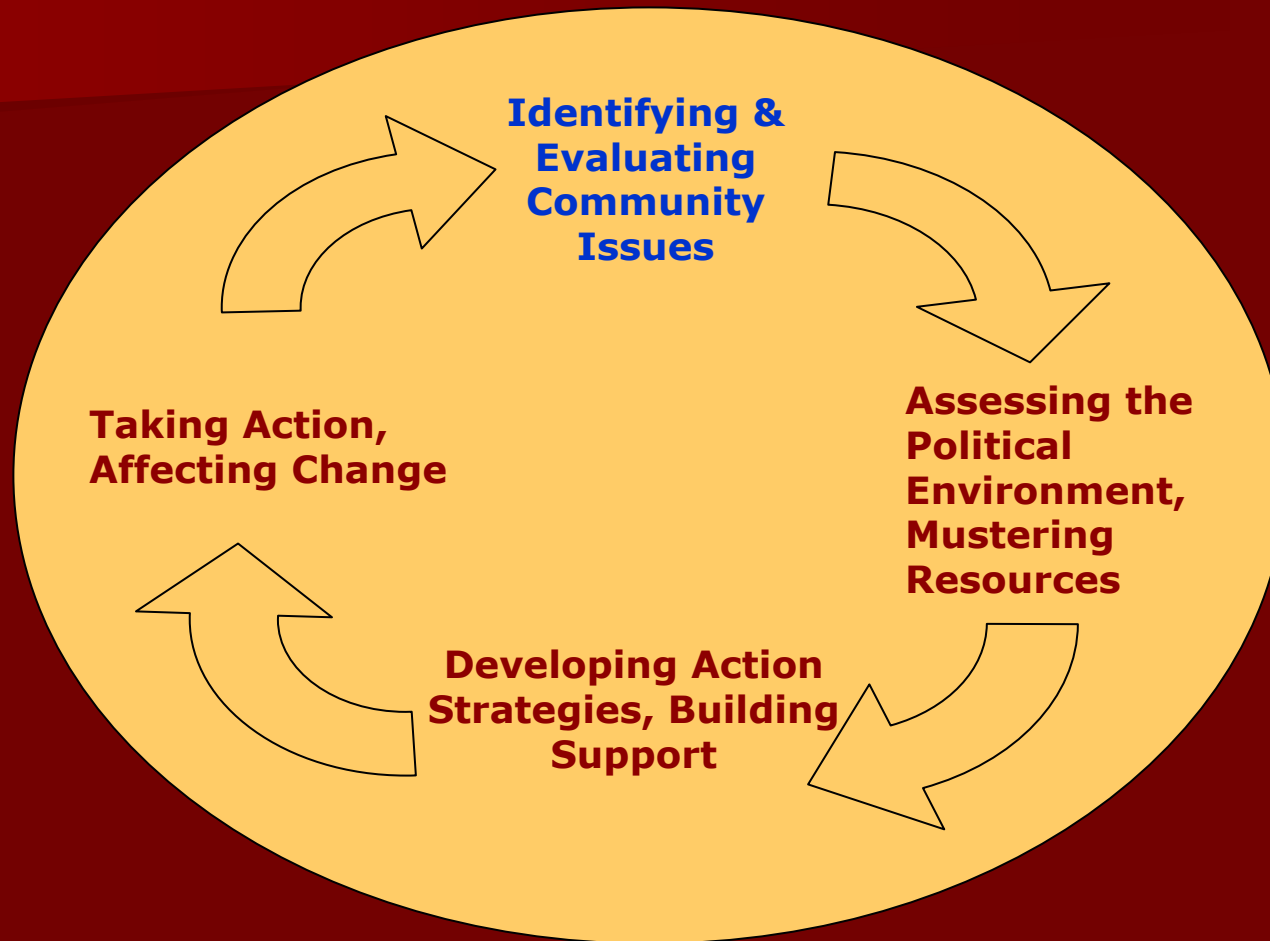 Identifying &
Evaluating
Community
Issues
Assessing the
Political
Environment,
Mustering
Resources
Developing Action
Strategies, Building
Support
Taking Action,
Affecting Change